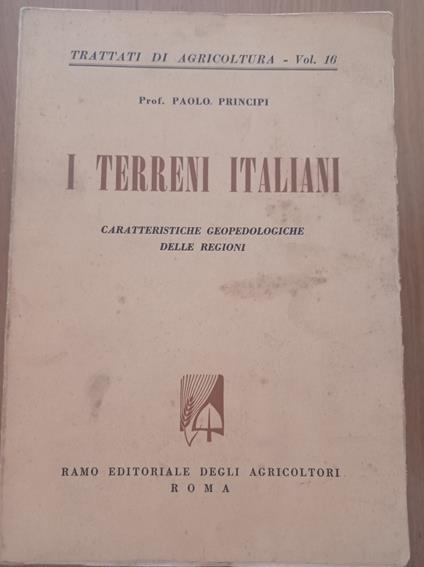 TRATTATI DI AGRICOLTURA - Vol. 16
Prof. PAOLO PRINCIPI
I TERRENI ITALIANI
CARATTERISTICHE GEOPEDOLOGICHE
DELLE REGIONI
RAMO EDITORIALE DEGLI AGRICOLTORI
ROMA